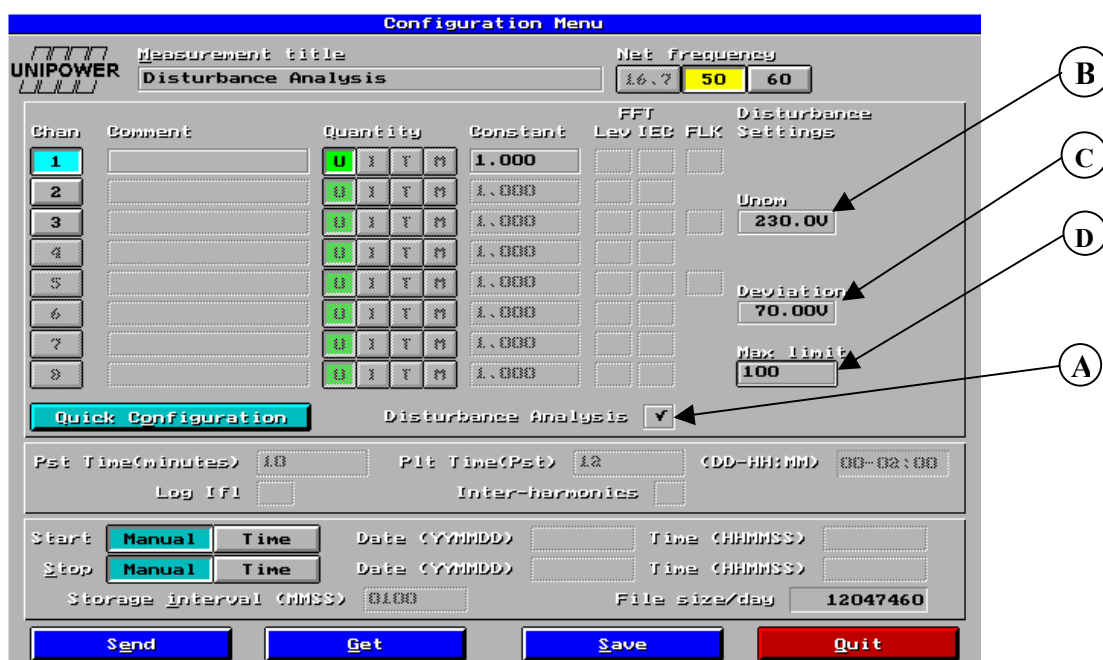 Configuration Menu
UNIPOWER
Measurement title
Net frequency
Disturbance Analysis
16.7 50 60
FFT Disturbance
Chan Comment Quantity Constant Lev IEC FLK Settings
1 U I T M 1.000
2 U I T M 1.000
Unom
3 U I T M 1.000 230.0V
4 U I T M 1.000
5 U I T M 1.000
Deviation
6 U I T M 1.000 70.00V
7 U I T M 1.000
Max limit
8 U I T M 1.000 100
Quick Configuration Disturbance Analysis √
Pst Time(minutes) 10 Plt Time(Pst) 12 (DD-HH:MM) 00-02:00
Log Ifl Inter-harmonics
Start Manual Time Date (YYMMDD) Time (HHMMSS)
Stop Manual Time Date (YYMMDD) Time (HHMMSS)
Storage interval (MMSS) 0100 File size/day 12047460
Send Get Save Quit
B
C
D
A